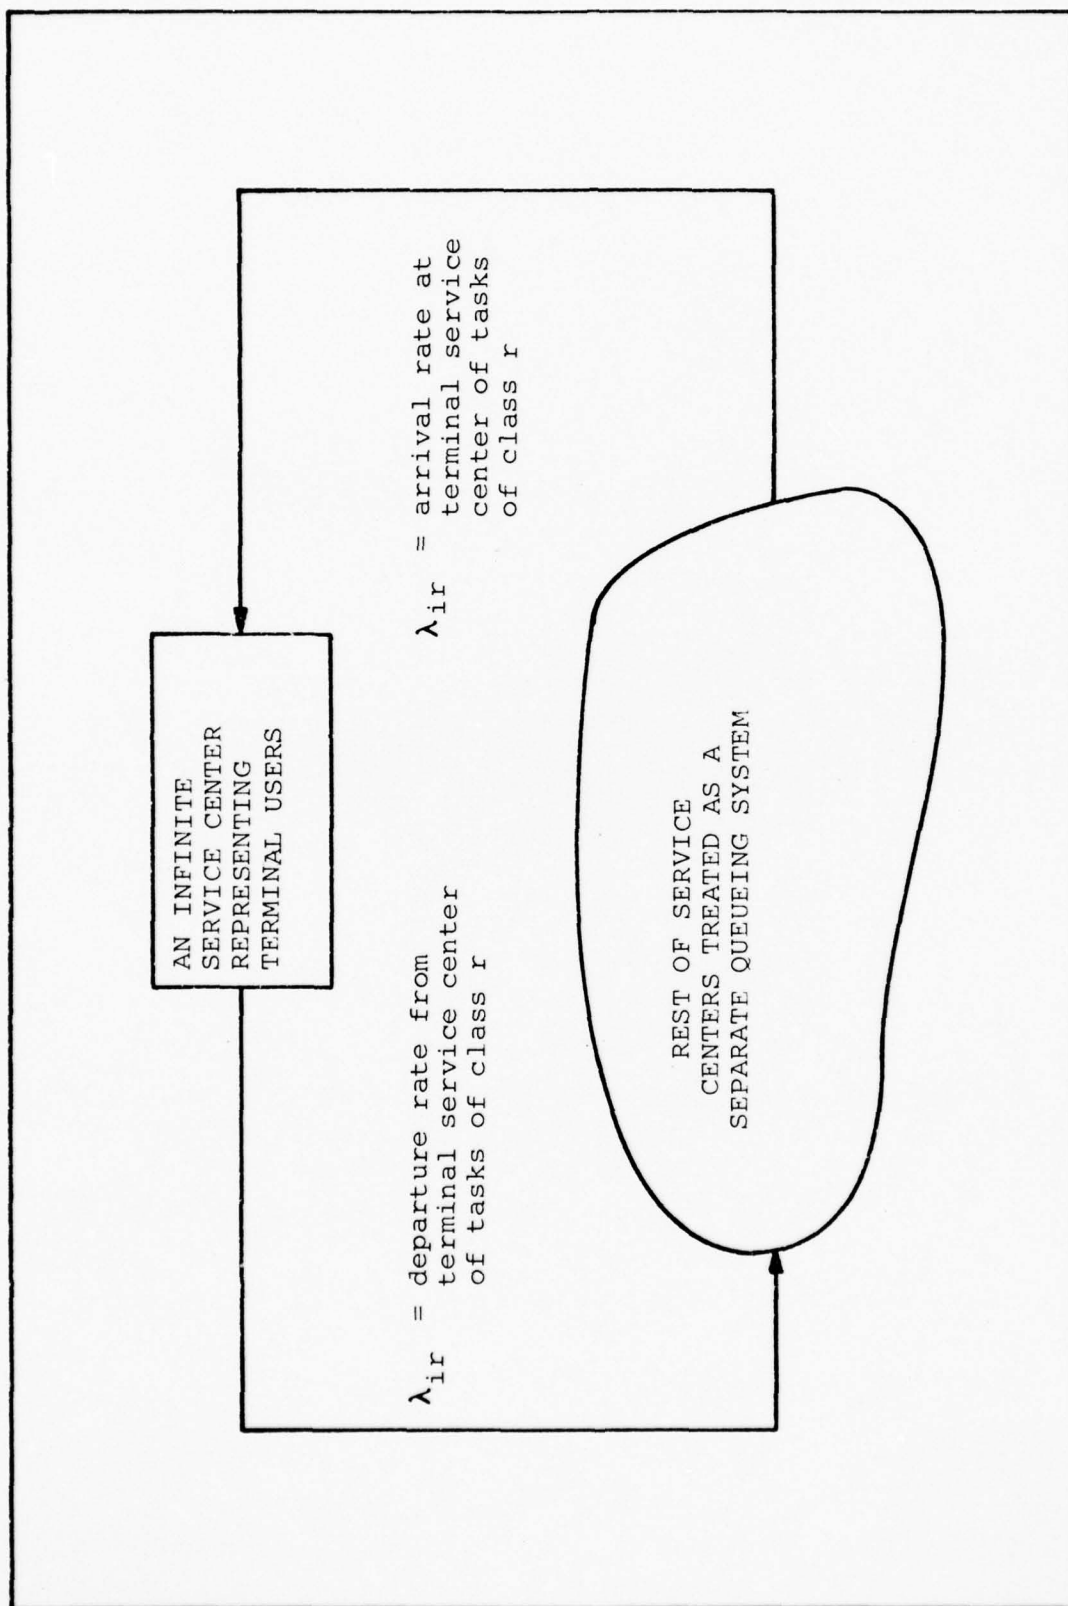 AN INFINITE
SERVICE CENTER
REPRESENTING
TERMINAL USERS
λir = departure rate from
terminal service center
of tasks of class r
λir = arrival rate at
terminal service
center of tasks
of class r
REST OF SERVICE
CENTERS TREATED AS A
SEPARATE QUEUEING SYSTEM